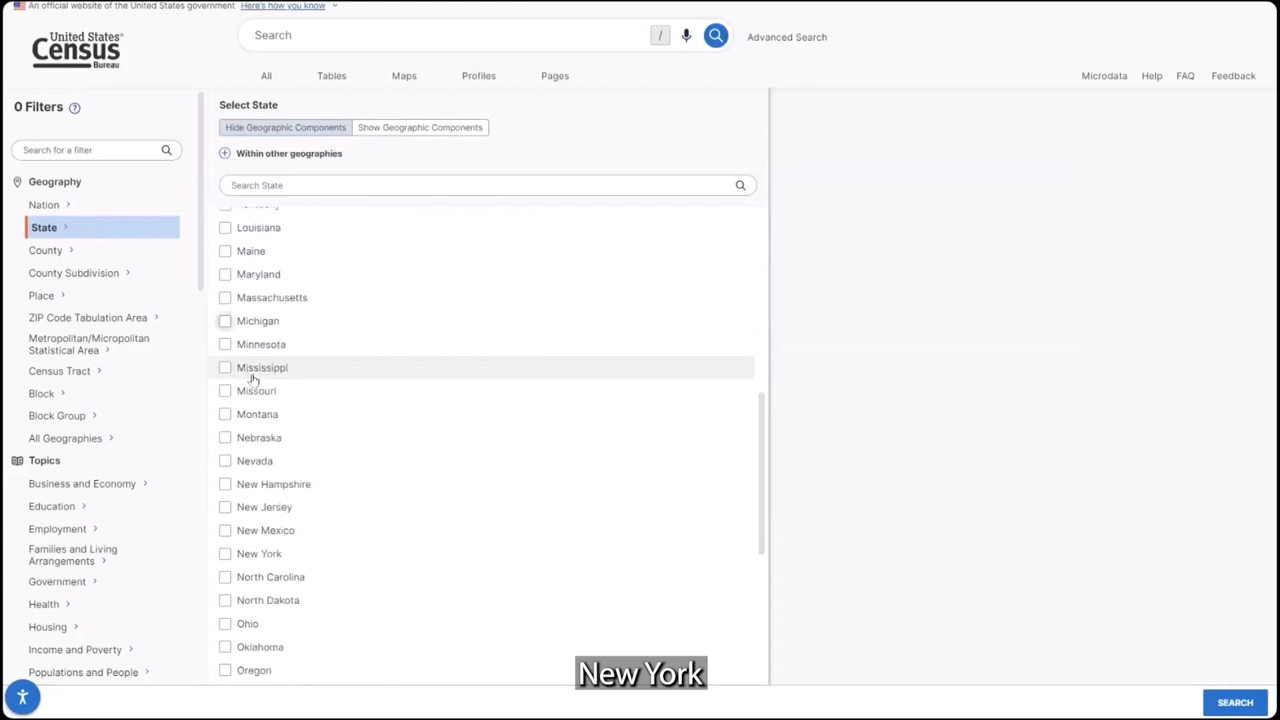 An official website of the United States government Here's how you know
United States®
Census
Bureau
Search
/
Advanced Search
All
Tables
Maps
Profiles
Pages
Microdata
Help
FAQ
Feedback
0 Filters ?
Search for a filter
Geography
Nation
State
County
County Subdivision
Place
ZIP Code Tabulation Area
Metropolitan/Micropolitan
Statistical Area
Census Tract
Block
Block Group
All Geographies
Topics
Business and Economy
Education
Employment
Families and Living
Arrangements
Government
Health
Housing
Income and Poverty
Populations and People
Select State
Hide Geographic Components Show Geographic Components
Within other geographies
Search State
Louisiana
Maine
Maryland
Massachusetts
Michigan
Minnesota
Mississippi
Missouri
Montana
Nebraska
Nevada
New Hampshire
New Jersey
New Mexico
New York
North Carolina
North Dakota
Ohio
Oklahoma
Oregon
New York
SEARCH